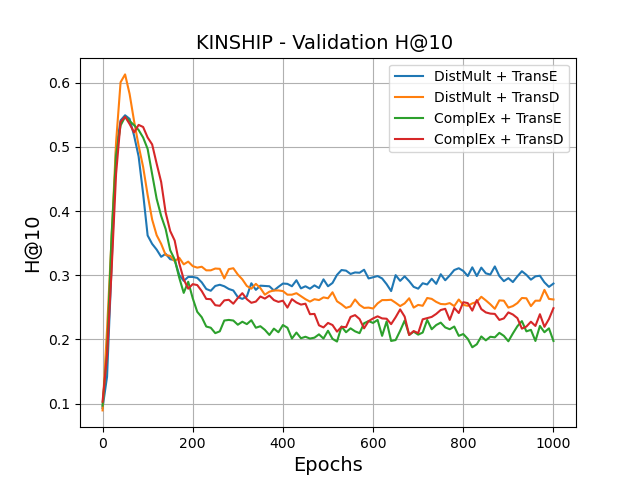 KINSHIP - Validation H@10
DistMult + TransE
DistMult + TransD
ComplEx + TransE
ComplEx + TransD
H@10
0.6
0.5
0.4
0.3
0.2
0.1
0 200 400 600 800 1000
Epochs